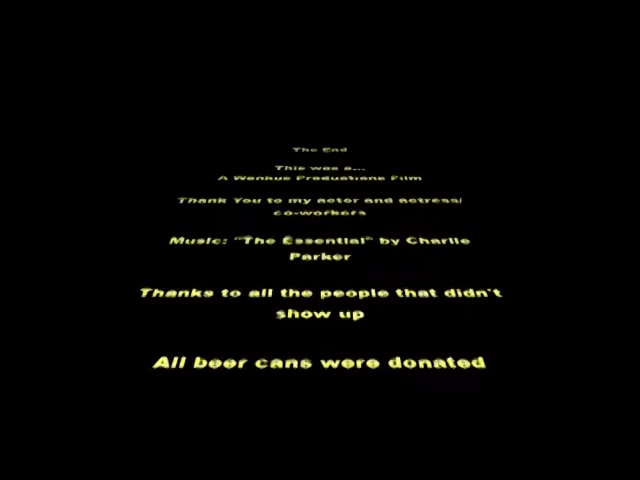 The End
This was a...
A Productions Film
Thank You to my actor and actress/
co-workers
Music: "The Essential" by Charlie
Parker
Thanks to all the people that didn't
show up
All beer cans were donated